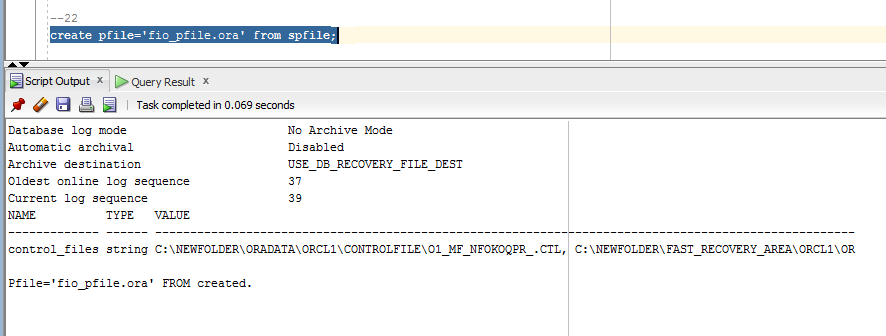 --22
create pfile='fio_pfile.ora' from spfile;
Script Output x Query Result x
Task completed in 0.069 seconds
Database log mode No Archive Mode
Automatic archival Disabled
Archive destination USE_DB_RECOVERY_FILE_DEST
Oldest online log sequence 37
Current log sequence 39
NAME TYPE VALUE
------------- ------ ----------------------------------------------------------------------------------------------------
control_files string C:\NEWFOLDER\ORADATA\ORCL1\CONTROLFILE\O1_MF_NFOKOQPR_.CTL, C:\NEWFOLDER\FAST_RECOVERY_AREA\ORCL1\OR
Pfile='fio_pfile.ora' FROM created.